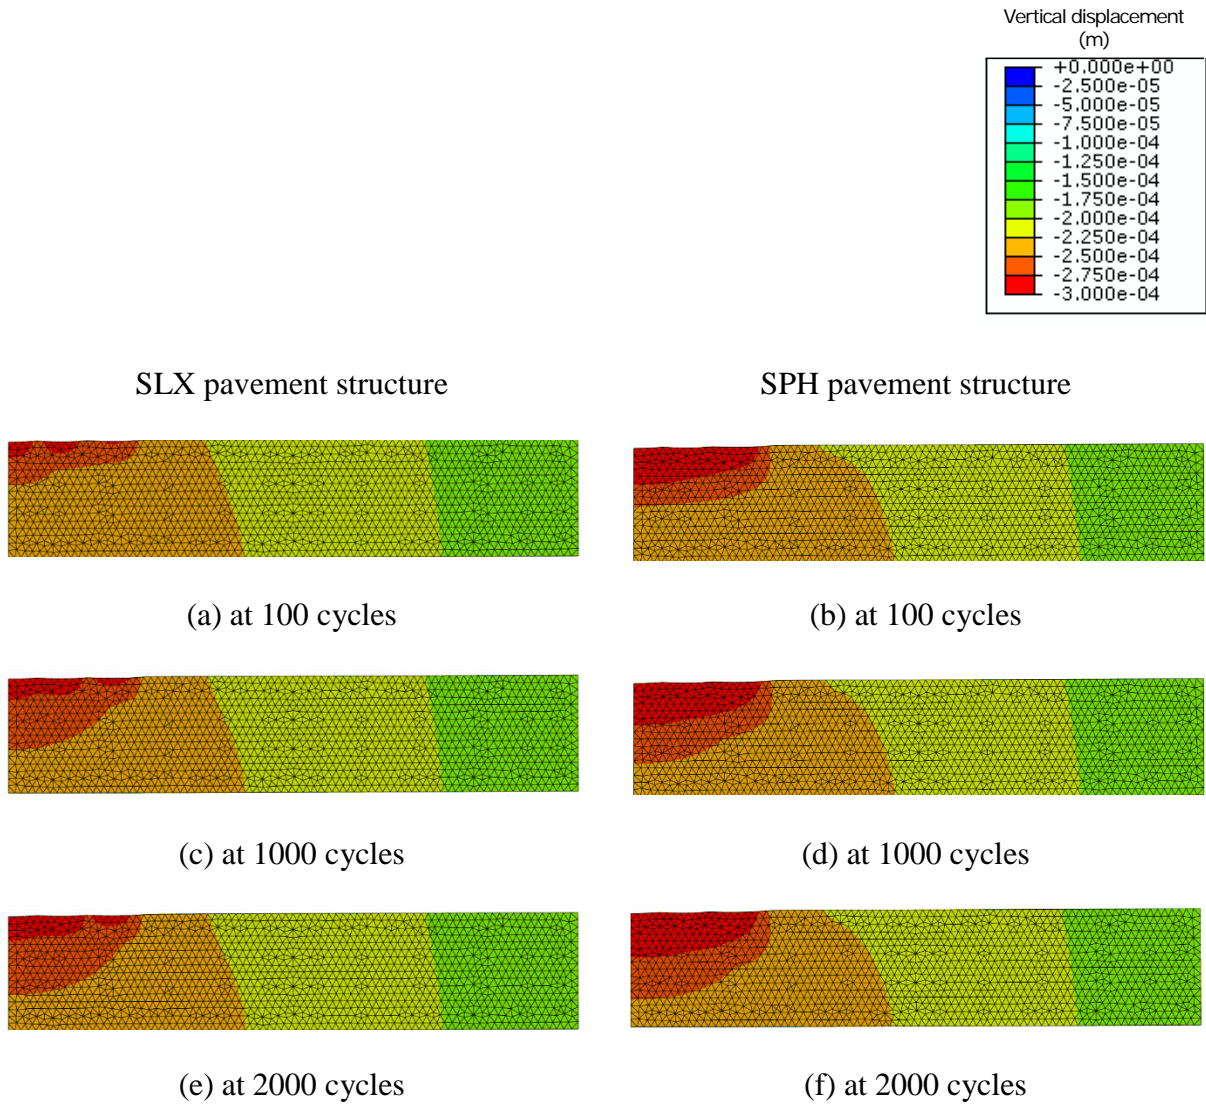 Vertical displacement
(m)
+0.000e+00
-2.500e-05
-5.000e-05
-7.500e-05
-1.000e-04
-1.250e-04
-1.500e-04
-1.750e-04
-2.000e-04
-2.250e-04
-2.500e-04
-2.750e-04
-3.000e-04
SLX pavement structure
SPH pavement structure
(a) at 100 cycles
(b) at 100 cycles
(c) at 1000 cycles
(d) at 1000 cycles
(e) at 2000 cycles
(f) at 2000 cycles